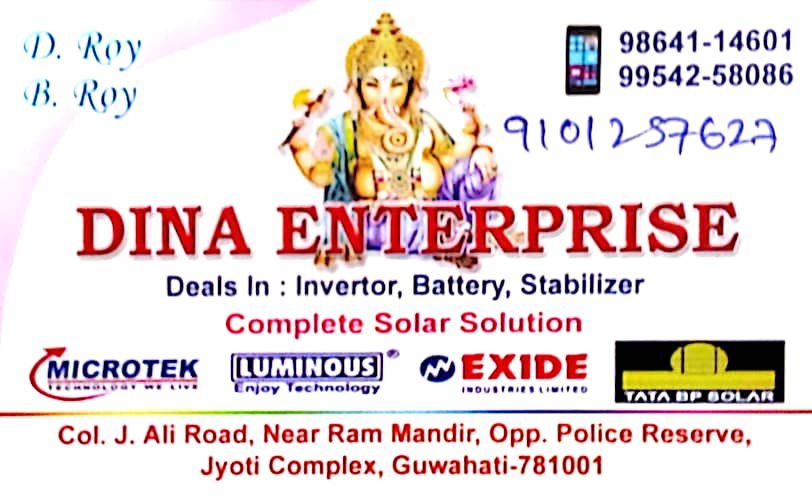 D. Roy
B. Roy
98641-14601
99542-58086
9101257627
DINA ENTERPRISE
Deals In : Invertor, Battery, Stabilizer
Complete Solar Solution
MICROTEK
TECHNOLOGY WE LIVE
LUMINOUS®
Enjoy Technology
EXIDE
INDUSTRIES LIMITED
TATA BP SOLAR
Col. J. Ali Road, Near Ram Mandir, Opp. Police Reserve,
Jyoti Complex, Guwahati-781001